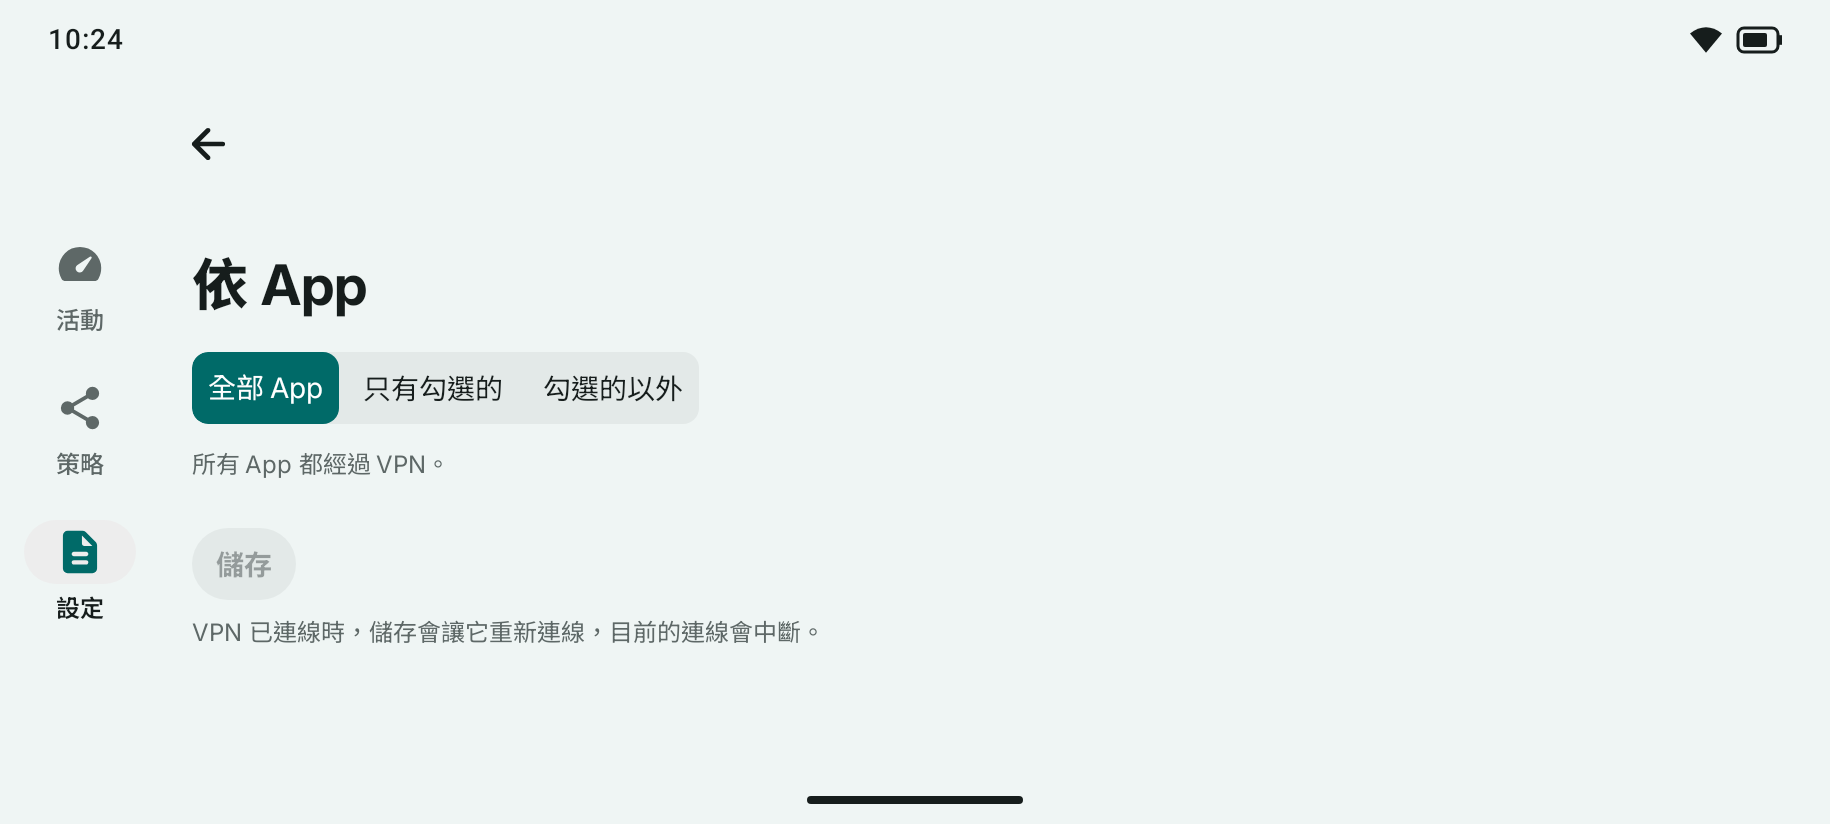 10:24
活動
策略
設定
依 App
全部 App
只有勾選的
勾選的以外
所有 App 都經過 VPN。
儲存
VPN 已連線時，儲存會讓它重新連線，目前的連線會中斷。